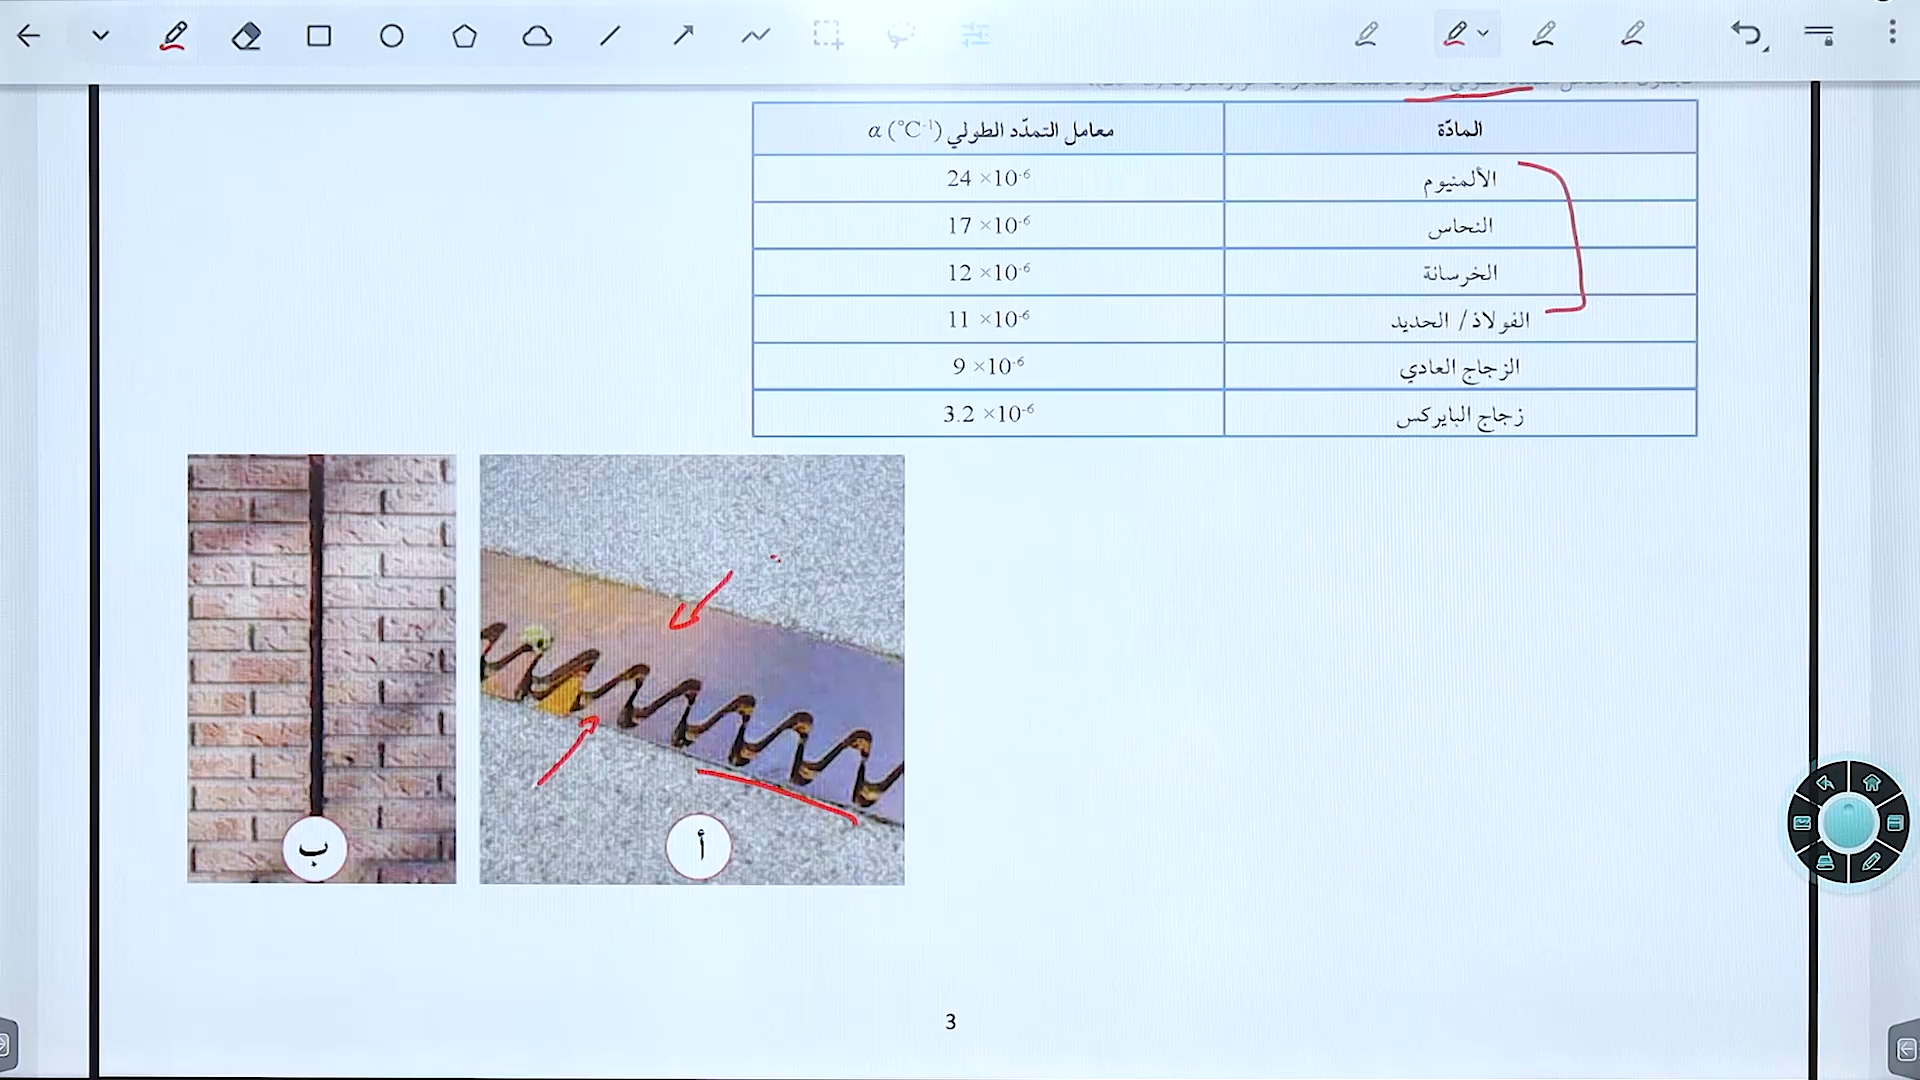 المادّة معامل التمدّد الطولي α (°C⁻¹)
الألمنيوم 24 ×10⁻⁶
النحاس 17 ×10⁻⁶
الخرسانة 12 ×10⁻⁶
الفولاذ/ الحديد 11 ×10⁻⁶
الزجاج العادي 9 ×10⁻⁶
زجاج البايركس 3.2 ×10⁻⁶
أ
ب
3